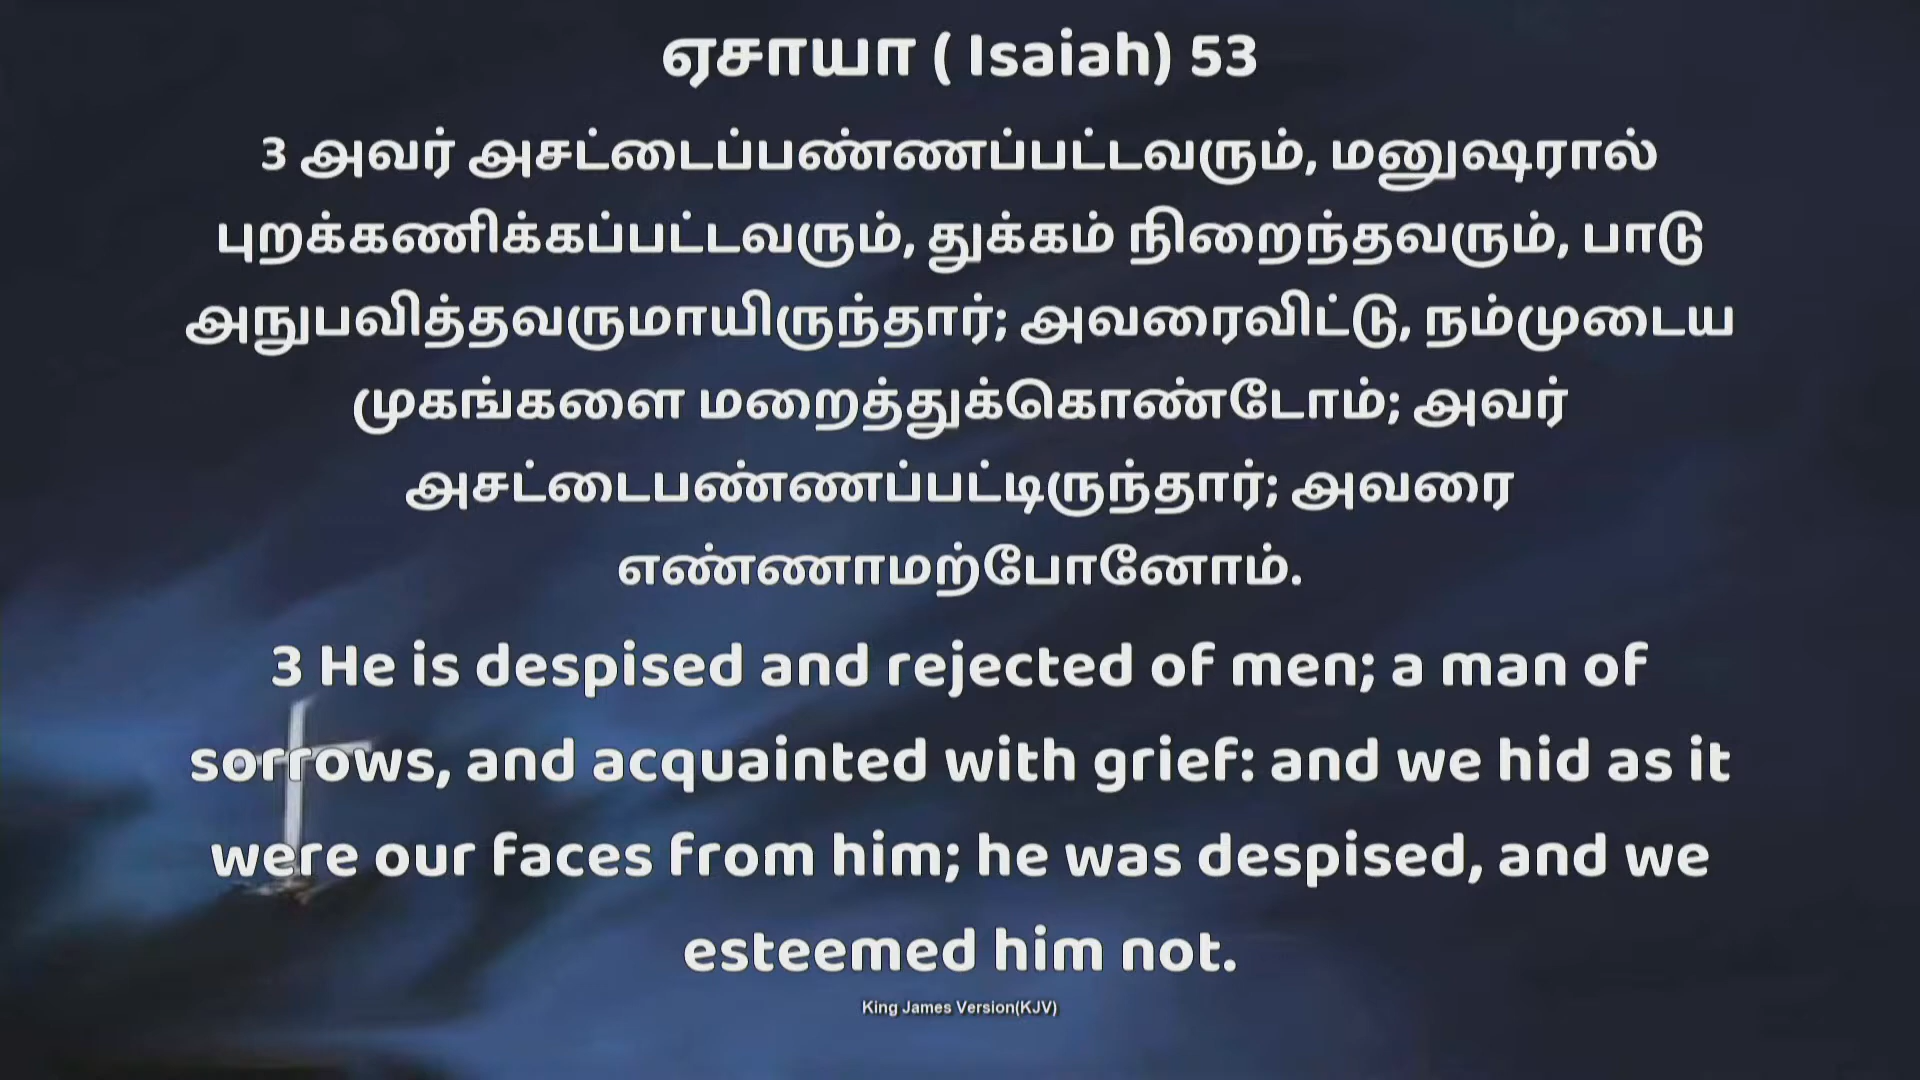 ஏசாயா ( Isaiah) 53
3 அவர் அசட்டைப்பண்ணப்பட்டவரும், மனுஷரால்
புறக்கணிக்கப்பட்டவரும், துக்கம் நிறைந்தவரும், பாடு
அநுபவித்தவருமாயிருந்தார்; அவரைவிட்டு, நம்முடைய
முகங்களை மறைத்துக்கொண்டோம்; அவர்
அசட்டைபண்ணப்பட்டிருந்தார்; அவரை
எண்ணாமற்போனோம்.
3 He is despised and rejected of men; a man of
sorrows, and acquainted with grief: and we hid as it
were our faces from him; he was despised, and we
esteemed him not.
King James Version(KJV)